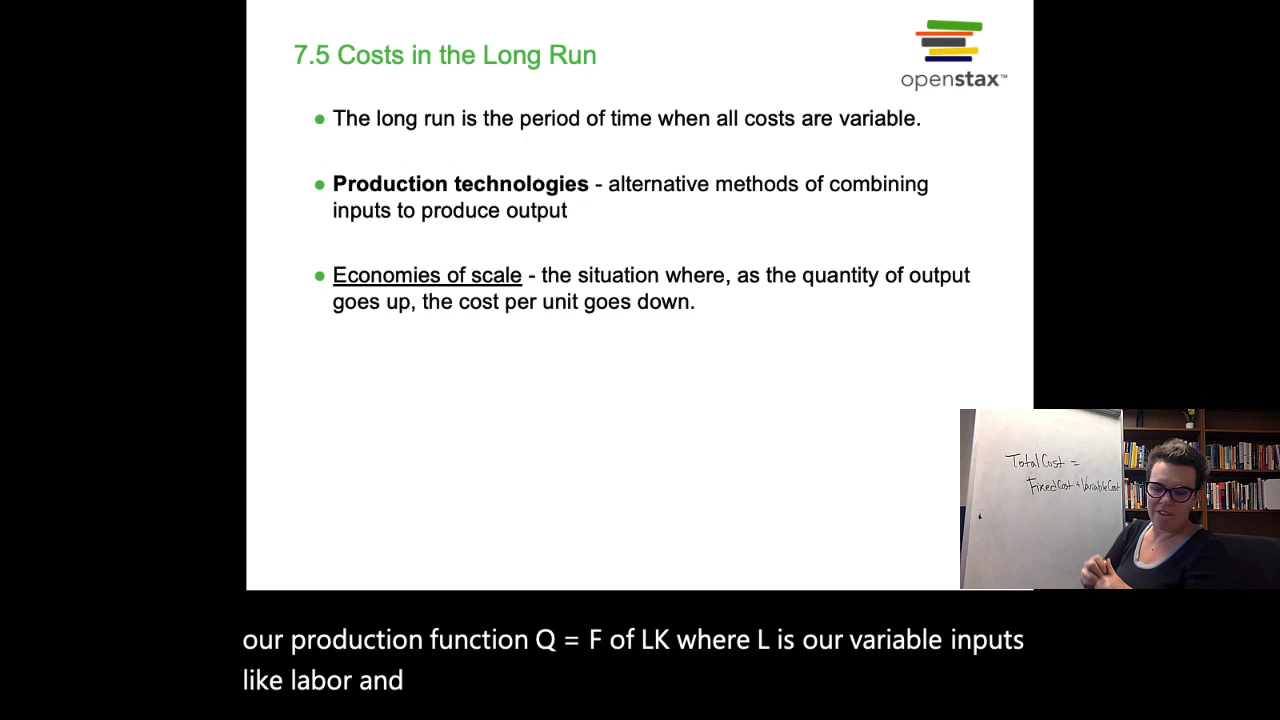 7.5 Costs in the Long Run
openstax™
● The long run is the period of time when all costs are variable.
● Production technologies - alternative methods of combining
inputs to produce output
● Economies of scale - the situation where, as the quantity of output
goes up, the cost per unit goes down.
Total Cost =
Fixed Cost + Variable Cost
our production function Q = F of LK where L is our variable inputs
like labor and